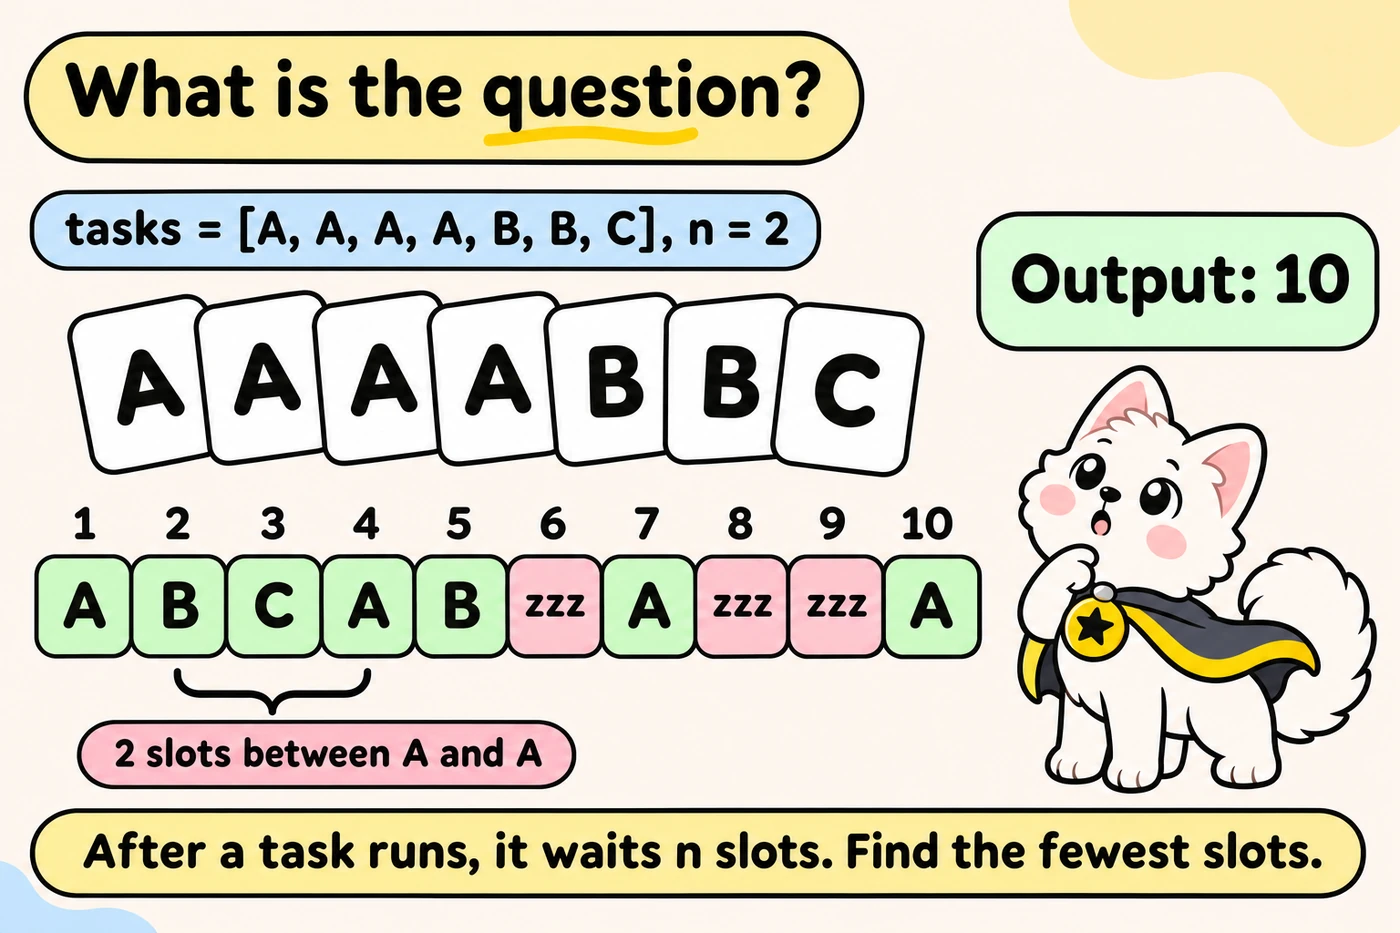 What is the question?
tasks = [A, A, A, A, B, B, C], n = 2
Output: 10
A A A A B B C
1 2 3 4 5 6 7 8 9 10
A B C A B zzz A zzz zzz A
2 slots between A and A
After a task runs, it waits n slots. Find the fewest slots.